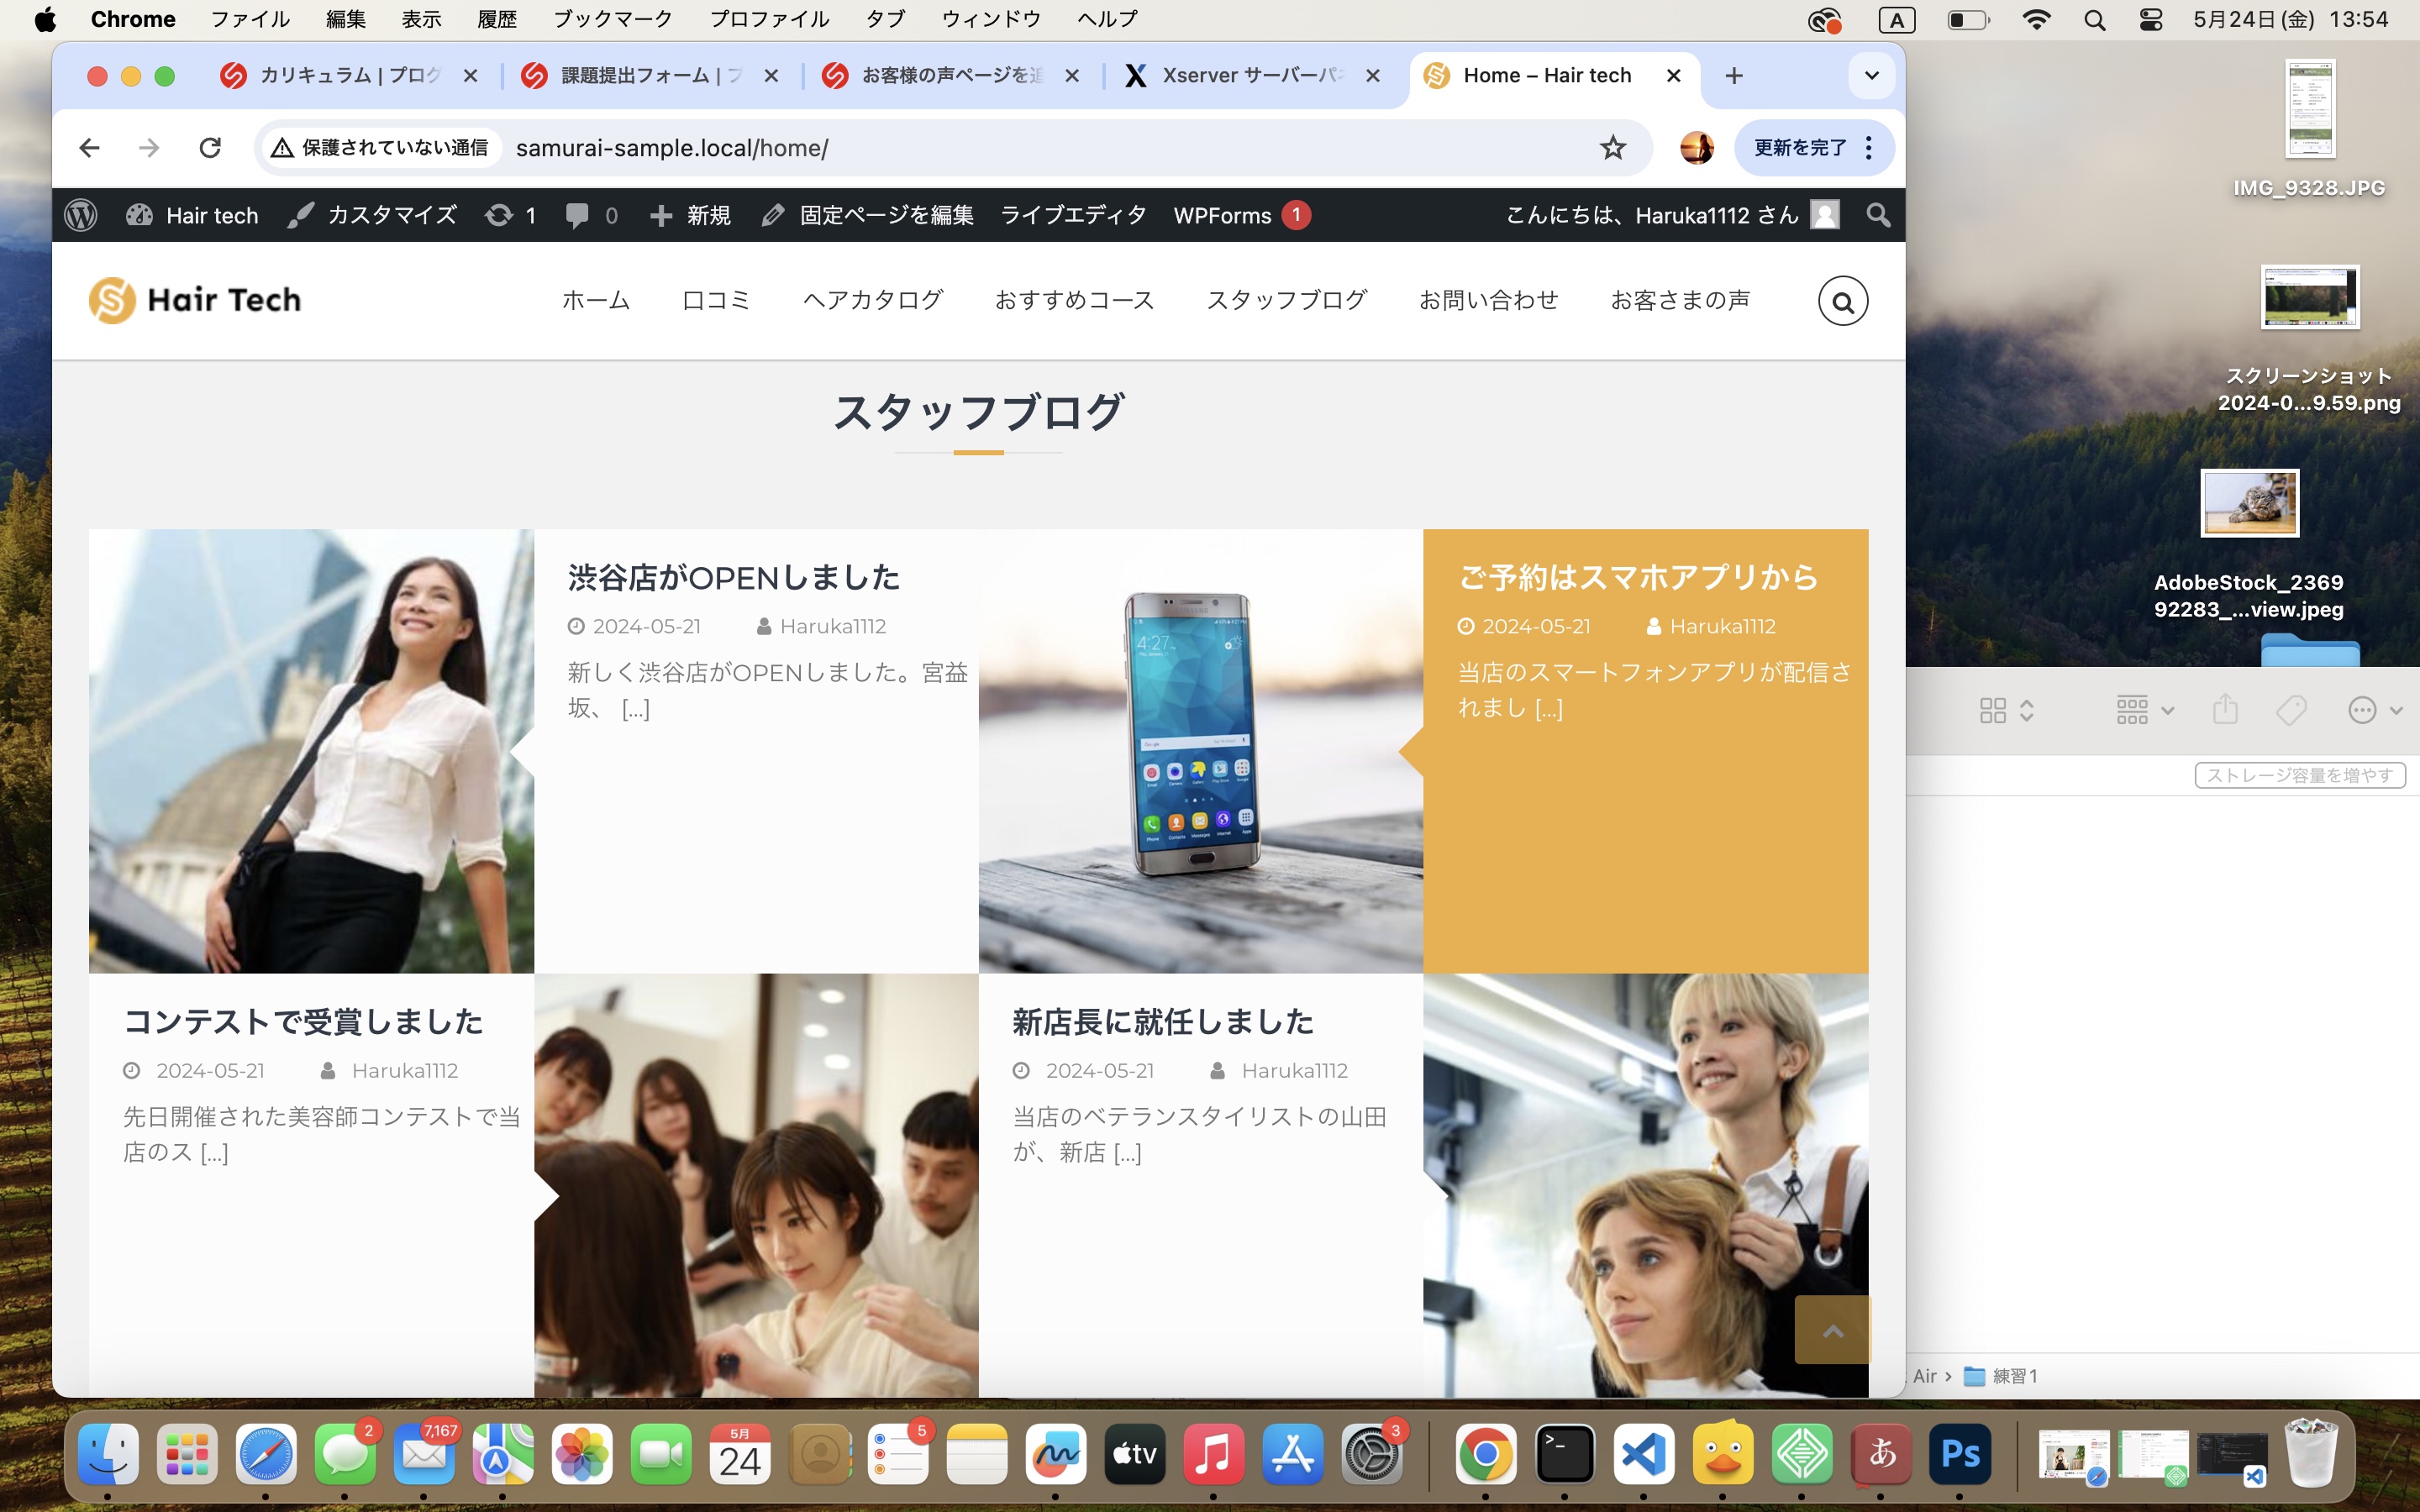 Chrome ファイル 編集 表示 履歴 ブックマーク プロファイル タブ ウィンドウ ヘルプ
A 5月24日(金) 13:54
カリキュラム | プログ
課題提出フォーム | フ
お客様の声ページを追
Xserver サーバーパネ
Home – Hair tech
保護されていない通信 samurai-sample.local/home/
更新を完了
Hair tech カスタマイズ 1 0 新規 固定ページを編集 ライブエディタ WPForms 1
こんにちは、Haruka1112 さん
Hair Tech
ホーム 口コミ ヘアカタログ おすすめコース スタッフブログ お問い合わせ お客さまの声
スタッフブログ
渋谷店がOPENしました
2024-05-21 Haruka1112
新しく渋谷店がOPENしました。宮益
坂、 [...]
4:27
ご予約はスマホアプリから
2024-05-21 Haruka1112
当店のスマートフォンアプリが配信さ
れまし [...]
コンテストで受賞しました
2024-05-21 Haruka1112
先日開催された美容師コンテストで当
店のス [...]
新店長に就任しました
2024-05-21 Haruka1112
当店のベテランスタイリストの山田
が、新店 [...]
IMG_9328.JPG
スクリーンショット
2024-0...9.59.png
AdobeStock_2369
92283_...view.jpeg
ストレージ容量を増やす
Air › 練習1
2
7,167
5月
24
5
tv
3
あ
Ps